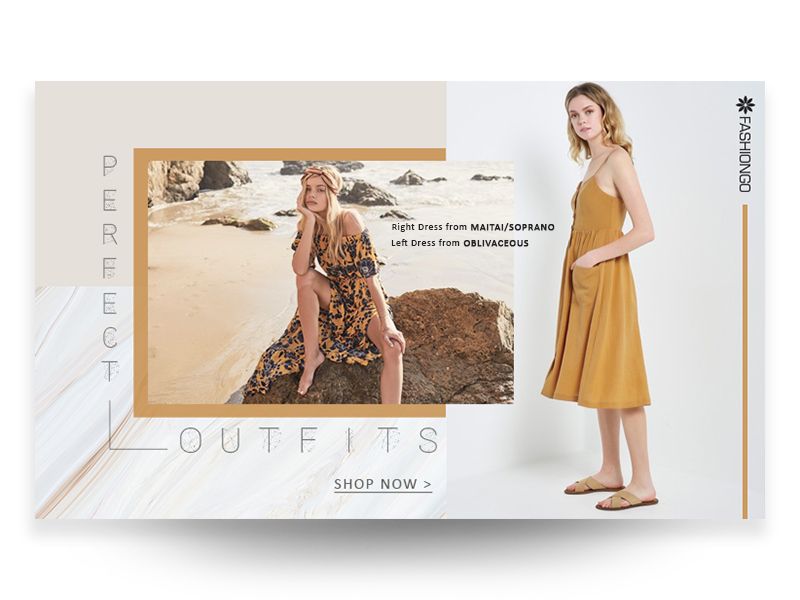 PERFECT
OUTFITS
Right Dress from MAITAI/SOPRANO
Left Dress from OBLIVACEOUS
SHOP NOW >
FASHIONGO